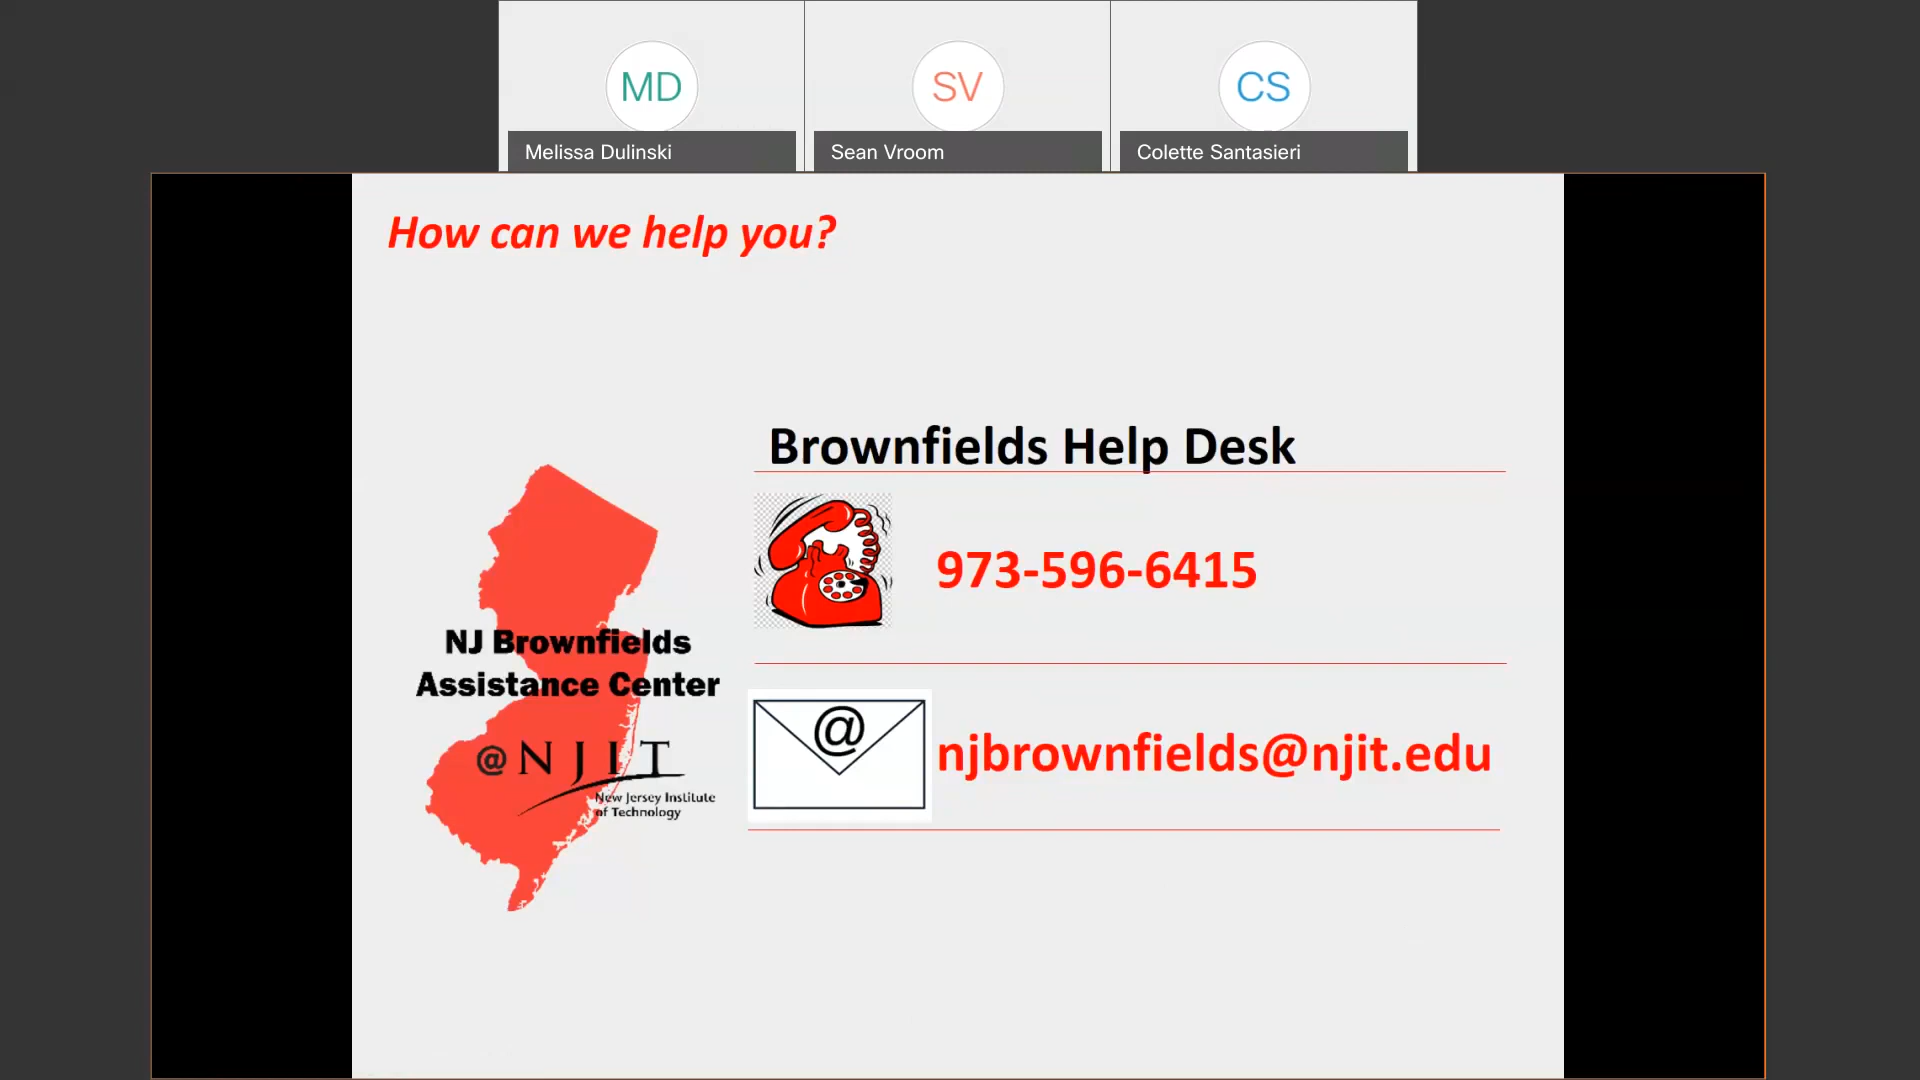 MD
SV
CS
Melissa Dulinski
Sean Vroom
Colette Santasieri
How can we help you?
Brownfields Help Desk
973-596-6415
NJ Brownfields
Assistance Center
@NJIT
New Jersey Institute
of Technology
@
njbrownfields@njit.edu